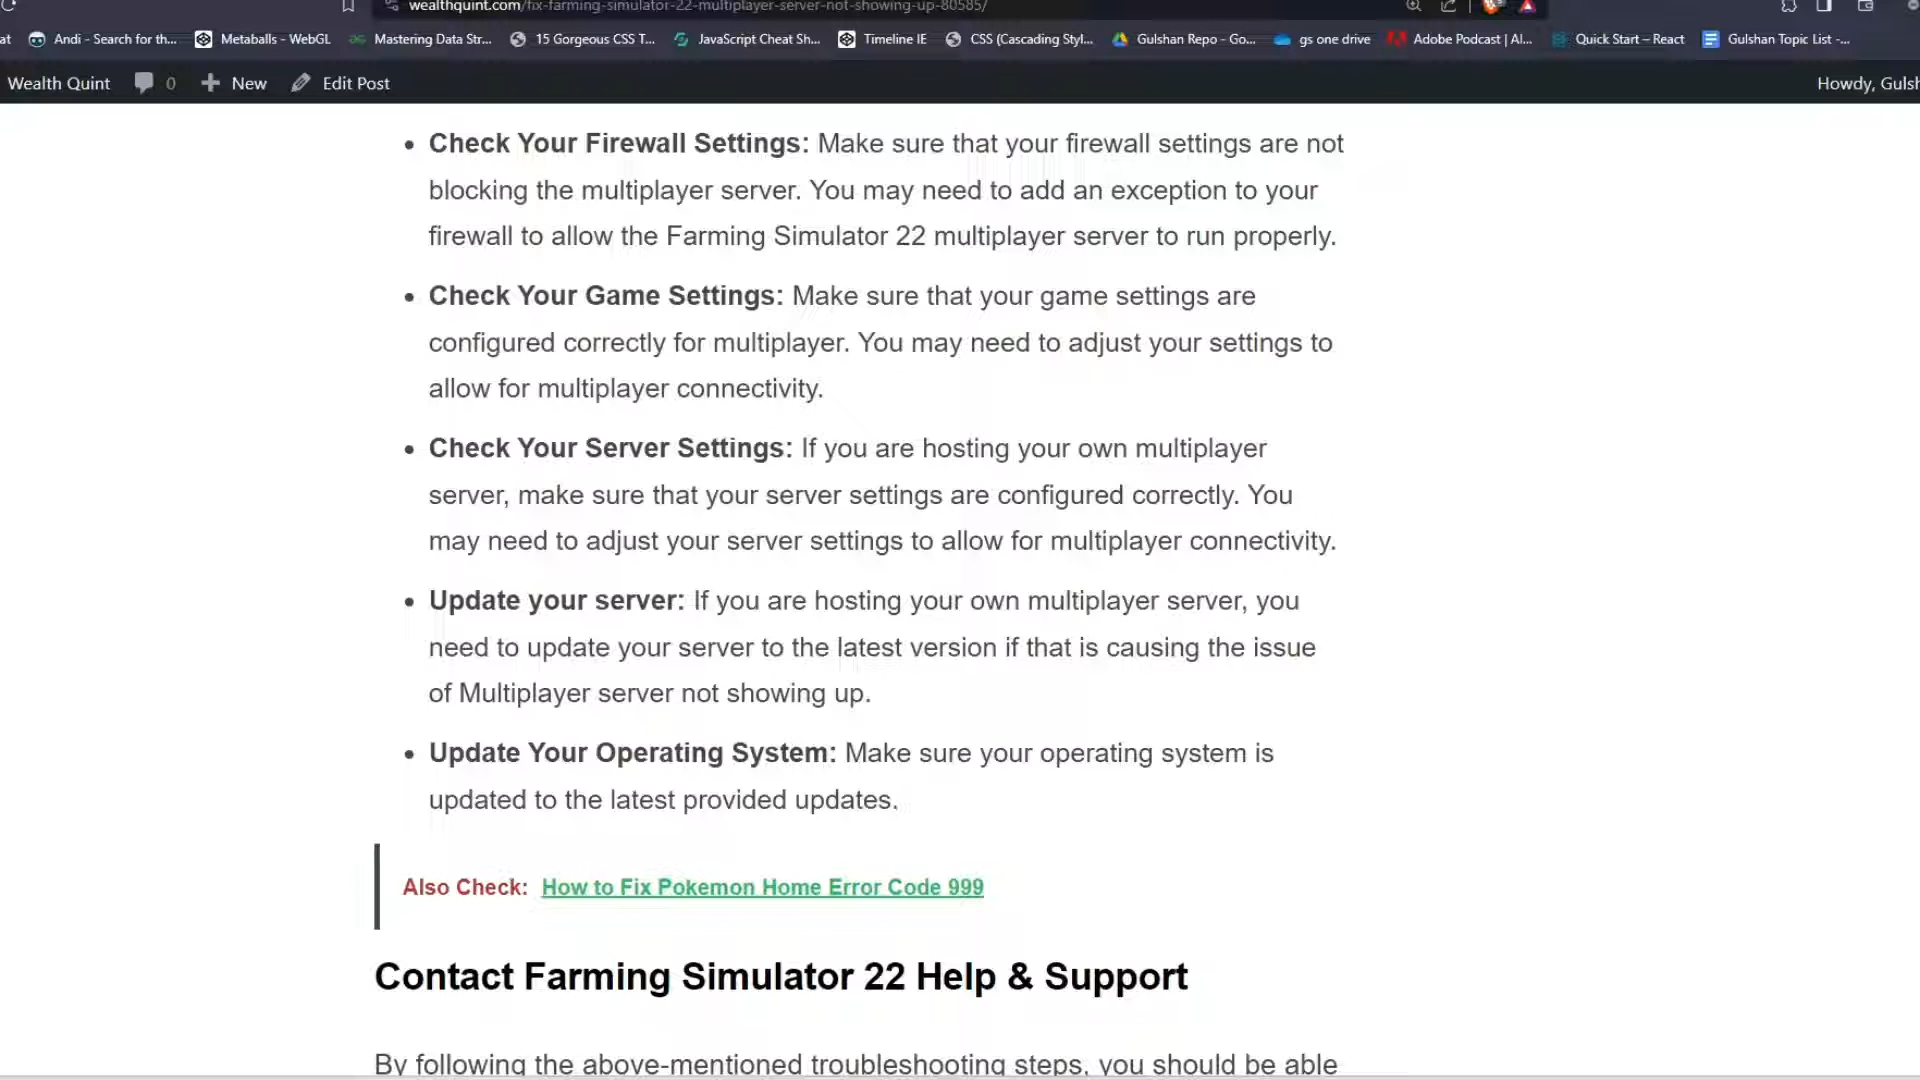 wealthquint.com/fix-farming-simulator-22-multiplayer-server-not-showing-up-80585/
at Andi - Search for th... Metaballs - WebGL Mastering Data Str... 15 Gorgeous CSS T... JavaScript Cheat Sh... Timeline IE CSS (Cascading Styl... Gulshan Repo - Go... gs one drive Adobe Podcast | AI... Quick Start – React Gulshan Topic List -...
Wealth Quint 0 New Edit Post Howdy, Gulsh
• Check Your Firewall Settings: Make sure that your firewall settings are not
blocking the multiplayer server. You may need to add an exception to your
firewall to allow the Farming Simulator 22 multiplayer server to run properly.
• Check Your Game Settings: Make sure that your game settings are
configured correctly for multiplayer. You may need to adjust your settings to
allow for multiplayer connectivity.
• Check Your Server Settings: If you are hosting your own multiplayer
server, make sure that your server settings are configured correctly. You
may need to adjust your server settings to allow for multiplayer connectivity.
• Update your server: If you are hosting your own multiplayer server, you
need to update your server to the latest version if that is causing the issue
of Multiplayer server not showing up.
• Update Your Operating System: Make sure your operating system is
updated to the latest provided updates.
Also Check: How to Fix Pokemon Home Error Code 999
Contact Farming Simulator 22 Help & Support
By following the above-mentioned troubleshooting steps, you should be able